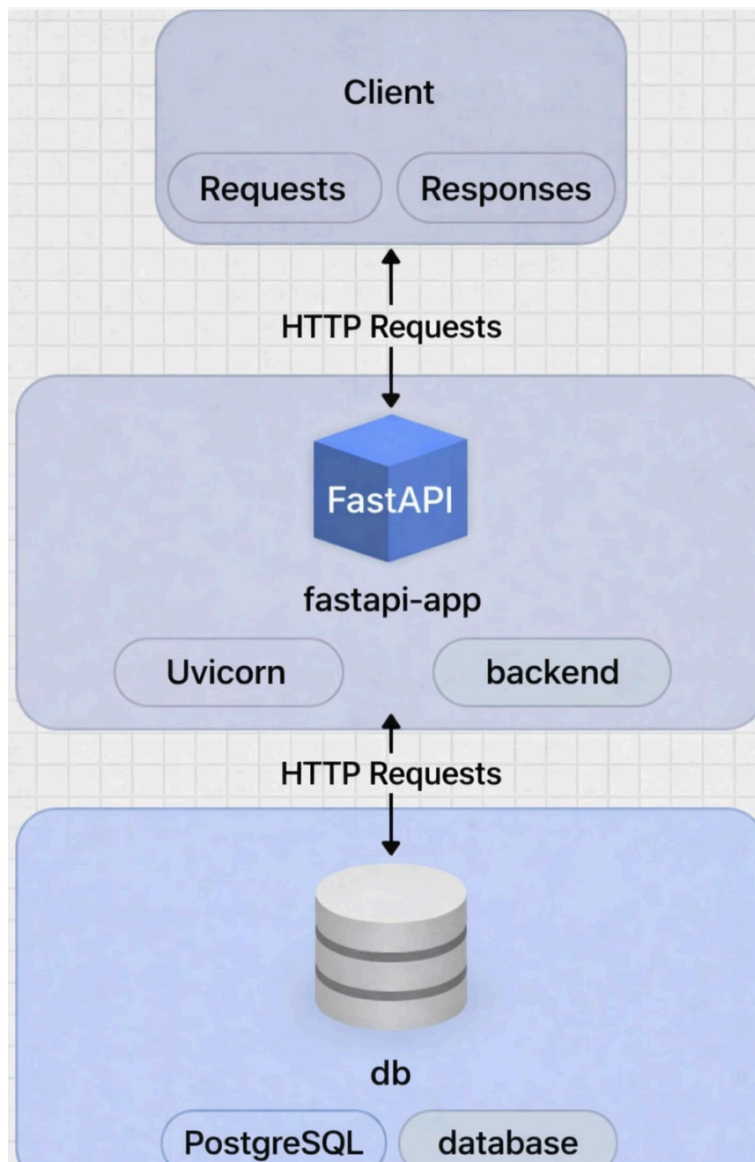 Client
Requests Responses
HTTP Requests
FastAPI
fastapi-app
Uvicorn backend
HTTP Requests
db
PostgreSQL database